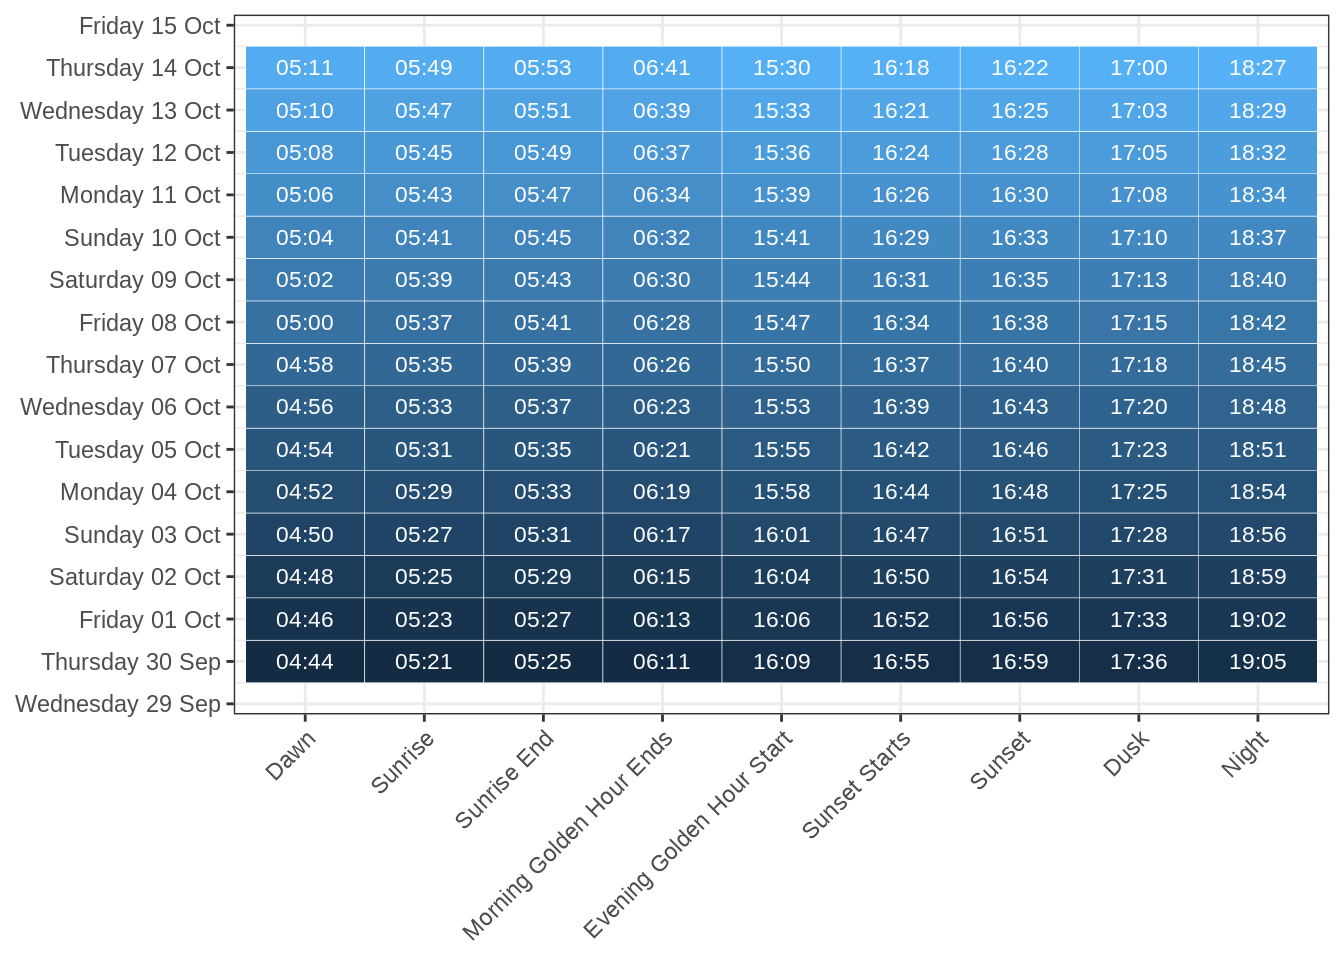 Friday 15 Oct
Thursday 14 Oct 05:11 05:49 05:53 06:41 15:30 16:18 16:22 17:00 18:27
Wednesday 13 Oct 05:10 05:47 05:51 06:39 15:33 16:21 16:25 17:03 18:29
Tuesday 12 Oct 05:08 05:45 05:49 06:37 15:36 16:24 16:28 17:05 18:32
Monday 11 Oct 05:06 05:43 05:47 06:34 15:39 16:26 16:30 17:08 18:34
Sunday 10 Oct 05:04 05:41 05:45 06:32 15:41 16:29 16:33 17:10 18:37
Saturday 09 Oct 05:02 05:39 05:43 06:30 15:44 16:31 16:35 17:13 18:40
Friday 08 Oct 05:00 05:37 05:41 06:28 15:47 16:34 16:38 17:15 18:42
Thursday 07 Oct 04:58 05:35 05:39 06:26 15:50 16:37 16:40 17:18 18:45
Wednesday 06 Oct 04:56 05:33 05:37 06:23 15:53 16:39 16:43 17:20 18:48
Tuesday 05 Oct 04:54 05:31 05:35 06:21 15:55 16:42 16:46 17:23 18:51
Monday 04 Oct 04:52 05:29 05:33 06:19 15:58 16:44 16:48 17:25 18:54
Sunday 03 Oct 04:50 05:27 05:31 06:17 16:01 16:47 16:51 17:28 18:56
Saturday 02 Oct 04:48 05:25 05:29 06:15 16:04 16:50 16:54 17:31 18:59
Friday 01 Oct 04:46 05:23 05:27 06:13 16:06 16:52 16:56 17:33 19:02
Thursday 30 Sep 04:44 05:21 05:25 06:11 16:09 16:55 16:59 17:36 19:05
Wednesday 29 Sep
Dawn
Sunrise
Sunrise End
Morning Golden Hour Ends
Evening Golden Hour Start
Sunset Starts
Sunset
Dusk
Night